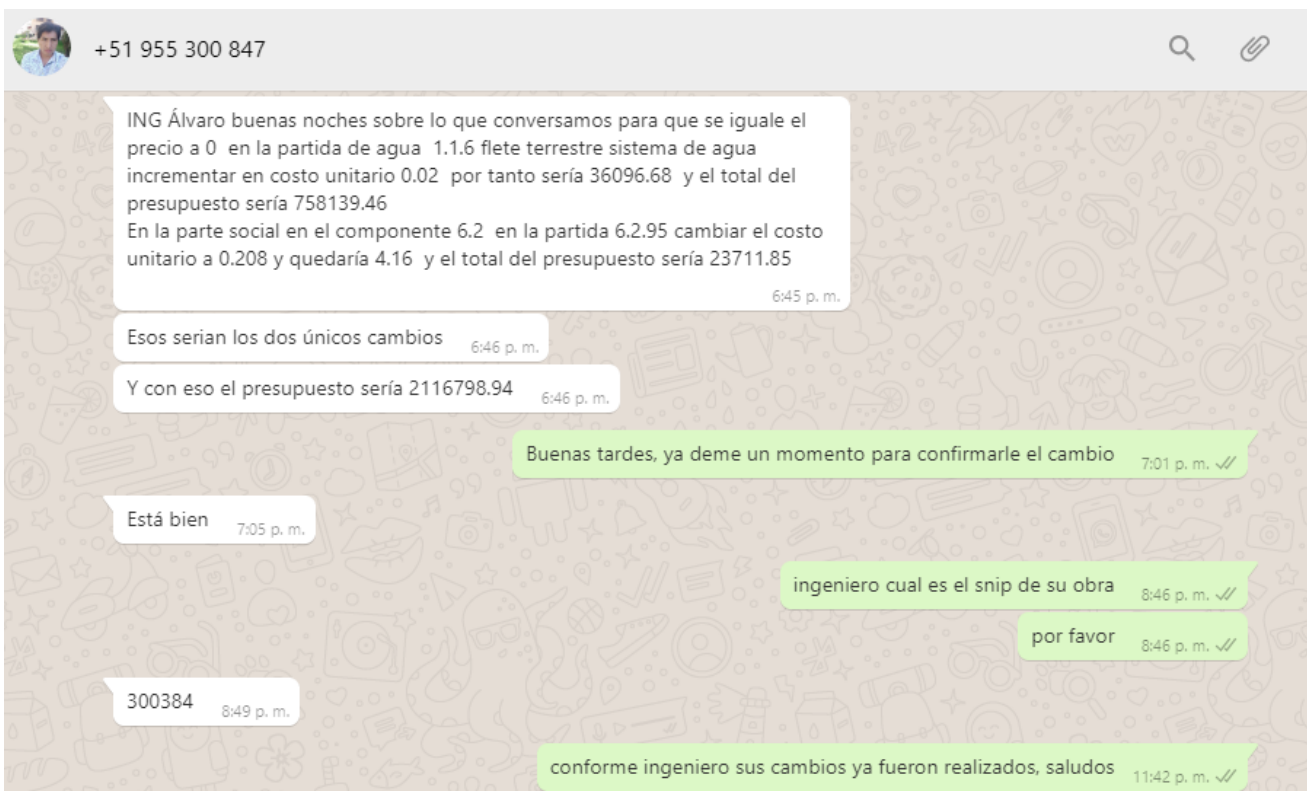 +51 955 300 847
ING Álvaro buenas noches sobre lo que conversamos para que se iguale el
precio a 0 en la partida de agua 1.1.6 flete terrestre sistema de agua
incrementar en costo unitario 0.02 por tanto sería 36096.68 y el total del
presupuesto sería 758139.46
En la parte social en el componente 6.2 en la partida 6.2.95 cambiar el costo
unitario a 0.208 y quedaría 4.16 y el total del presupuesto sería 23711.85
6:45 p. m.
Esos serian los dos únicos cambios 6:46 p. m.
Y con eso el presupuesto sería 2116798.94 6:46 p. m.
Buenas tardes, ya deme un momento para confirmarle el cambio 7:01 p. m.
Está bien 7:05 p. m.
ingeniero cual es el snip de su obra 8:46 p. m.
por favor 8:46 p. m.
300384 8:49 p. m.
conforme ingeniero sus cambios ya fueron realizados, saludos 11:42 p. m.